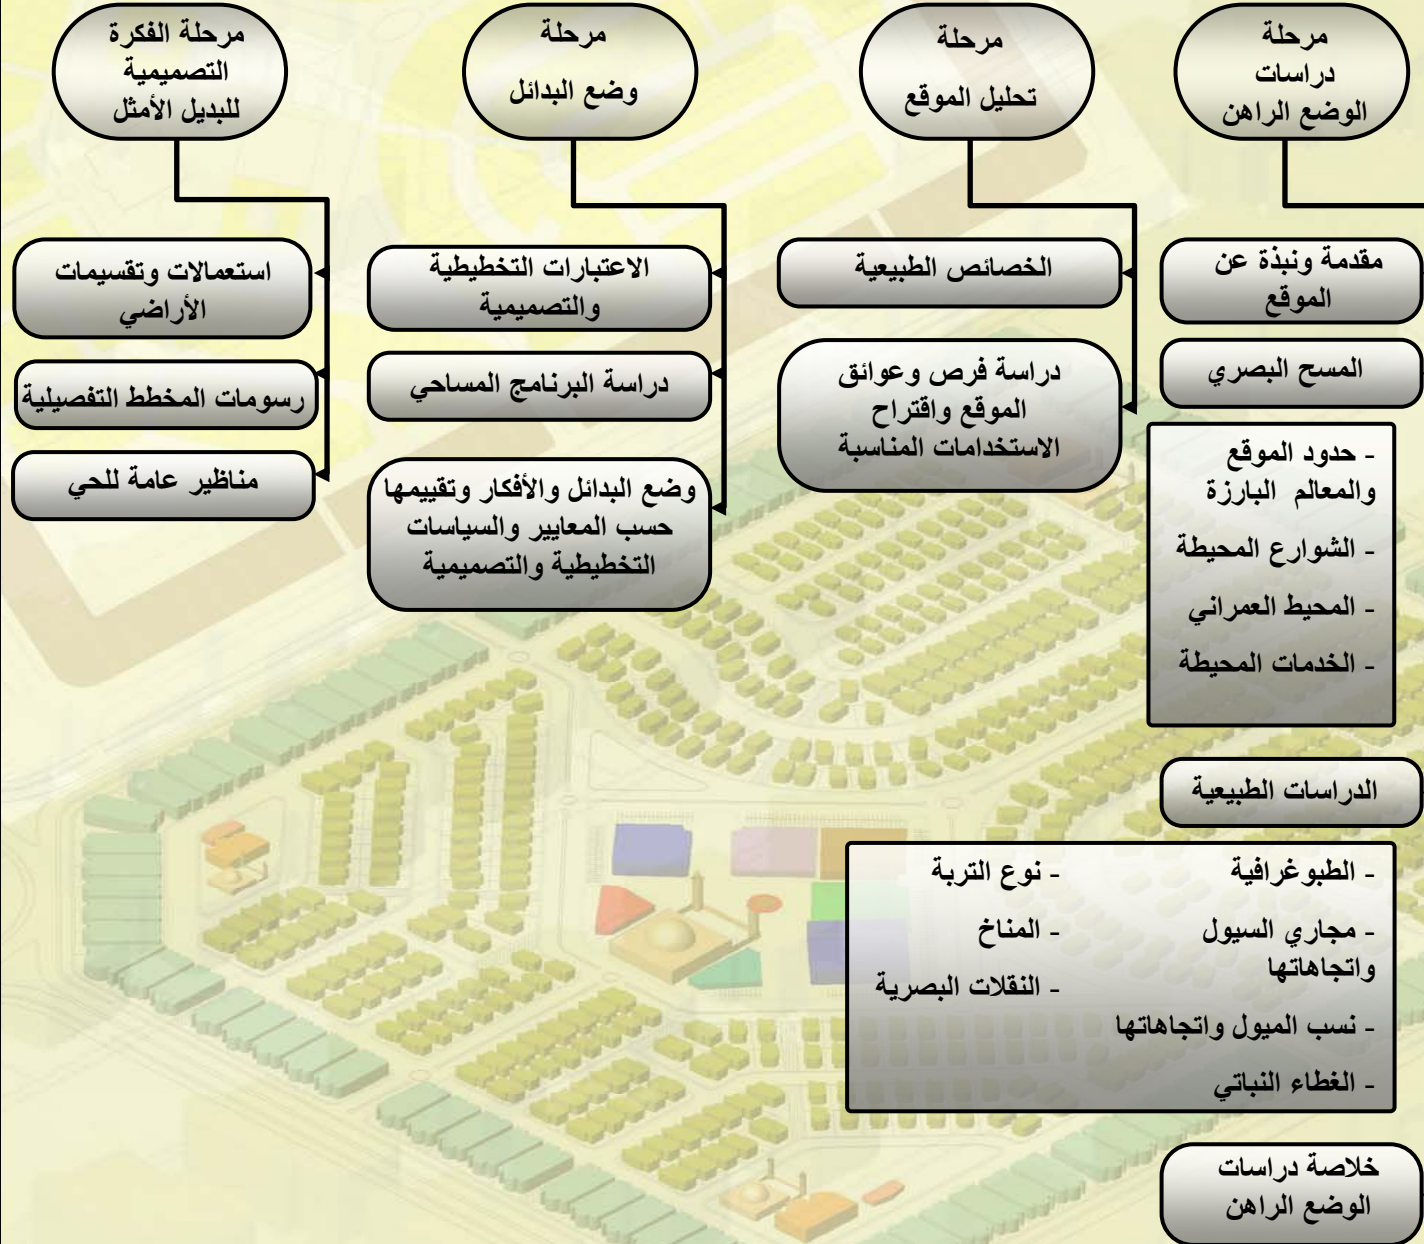 مرحلة
دراسات
الوضع الراهن
مقدمة ونبذة عن
الموقع
المسح البصري
- حدود الموقع
والمعالم البارزة
- الشوارع المحيطة
- المحيط العمراني
- الخدمات المحيطة
الدراسات الطبيعية
- الطبوغرافية
- مجاري السيول
واتجاهاتها
- نسب الميول واتجاهاتها
- الغطاء النباتي
- نوع التربة
- المناخ
- النقلات البصرية
خلاصة دراسات
الوضع الراهن
مرحلة
تحليل الموقع
الخصائص الطبيعية
دراسة فرص وعوائق
الموقع واقتراح
الاستخدامات المناسبة
مرحلة
وضع البدائل
الاعتبارات التخطيطية
والتصميمية
دراسة البرنامج المساحي
وضع البدائل والأفكار وتقييمها
حسب المعايير والسياسات
التخطيطية والتصميمية
مرحلة الفكرة
التصميمية
للبديل الأمثل
استعمالات وتقسيمات
الأراضي
رسومات المخطط التفصيلية
مناظير عامة للحي